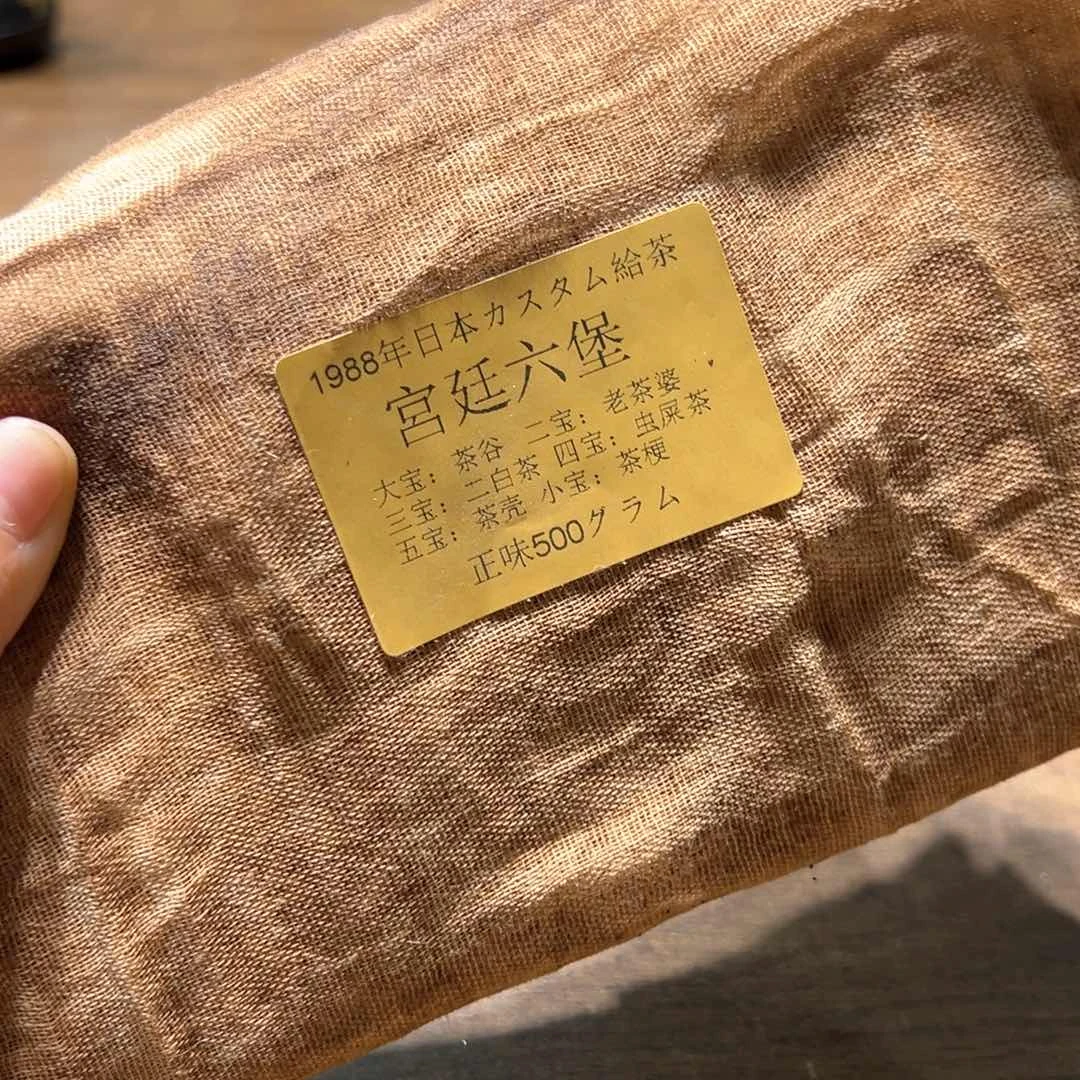 1988年日本カスタム給茶
宮廷六堡
大宝：茶谷 二宝：老茶婆
三宝：二白茶 四宝：虫屎茶
五宝：茶壳 小宝：茶梗
正味500グラム